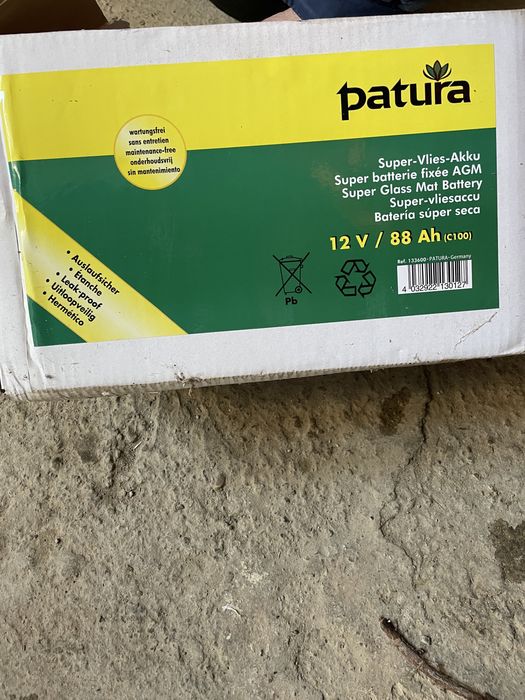 patura
wartungsfrei
sans entretien
maintenance-free
onderhoudsvrij
sin mantenimiento
Super-Vlies-Akku
Super batterie fixée AGM
Super Glass Mat Battery
Super-vliesaccu
Batería súper seca
12 V / 88 Ah (C100)
• Auslaufsicher
• Étanche
• Leak-proof
• Uitloopveilig
• Hermético
Pb
Ref. 133600 · PATURA · Germany
4 032922 130127